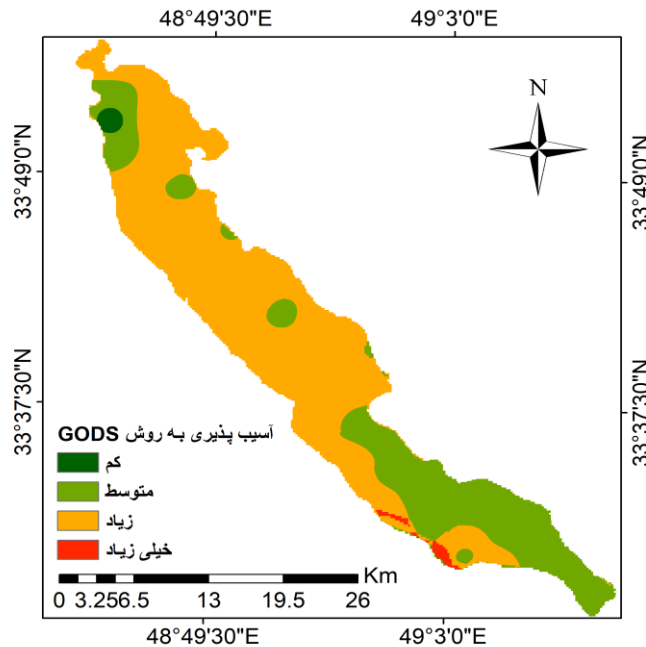 48°49'30"E 49°3'0"E
N
33°49'0"N 33°49'0"N
33°37'30"N 33°37'30"N
آسیب پذیری به روش GODS
کم
متوسط
زیاد
خیلی زیاد
Km
0 3.256.5 13 19.5 26
48°49'30"E 49°3'0"E